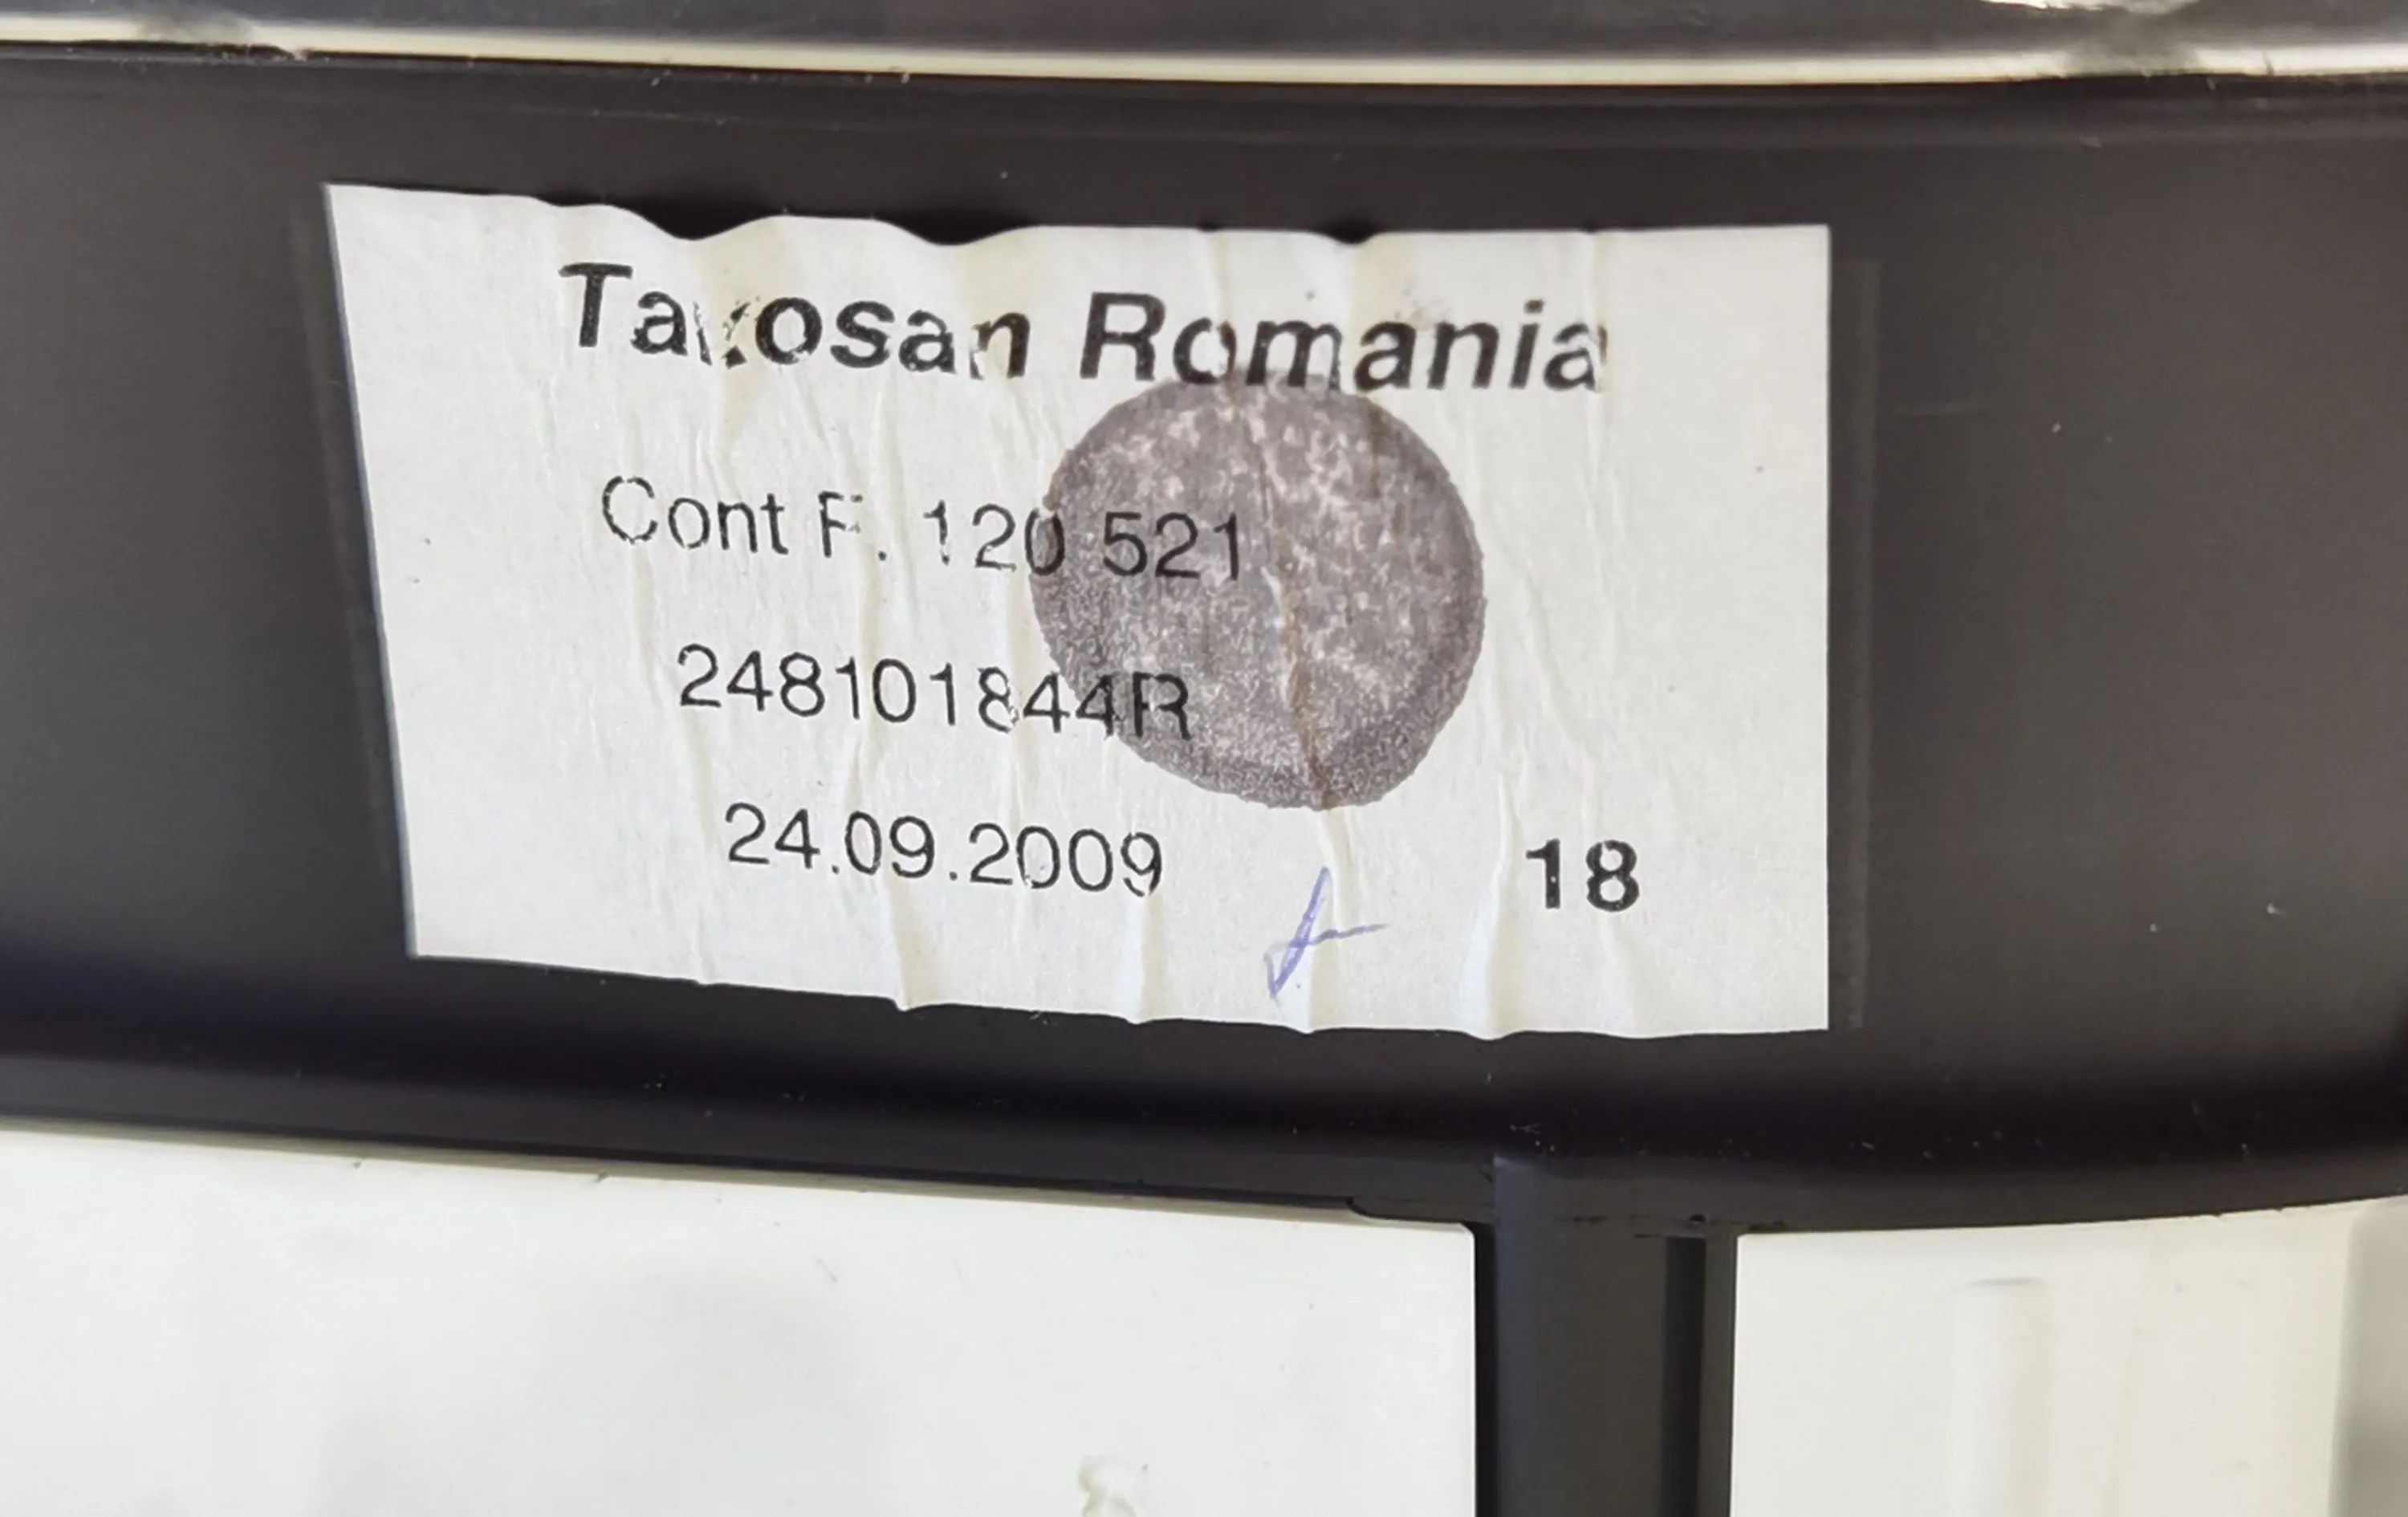 Takosan Romania
Cont F. 120 521
248101844R
24.09.2009 18